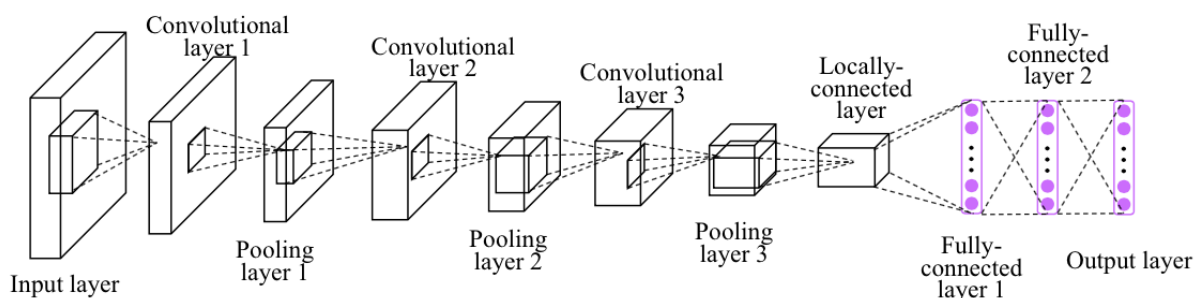 Convolutional
layer 1
Convolutional
layer 2
Convolutional
layer 3
Locally-
connected
layer
Fully-
connected
layer 2
Input layer
Pooling
layer 1
Pooling
layer 2
Pooling
layer 3
Fully-
connected
layer 1
Output layer